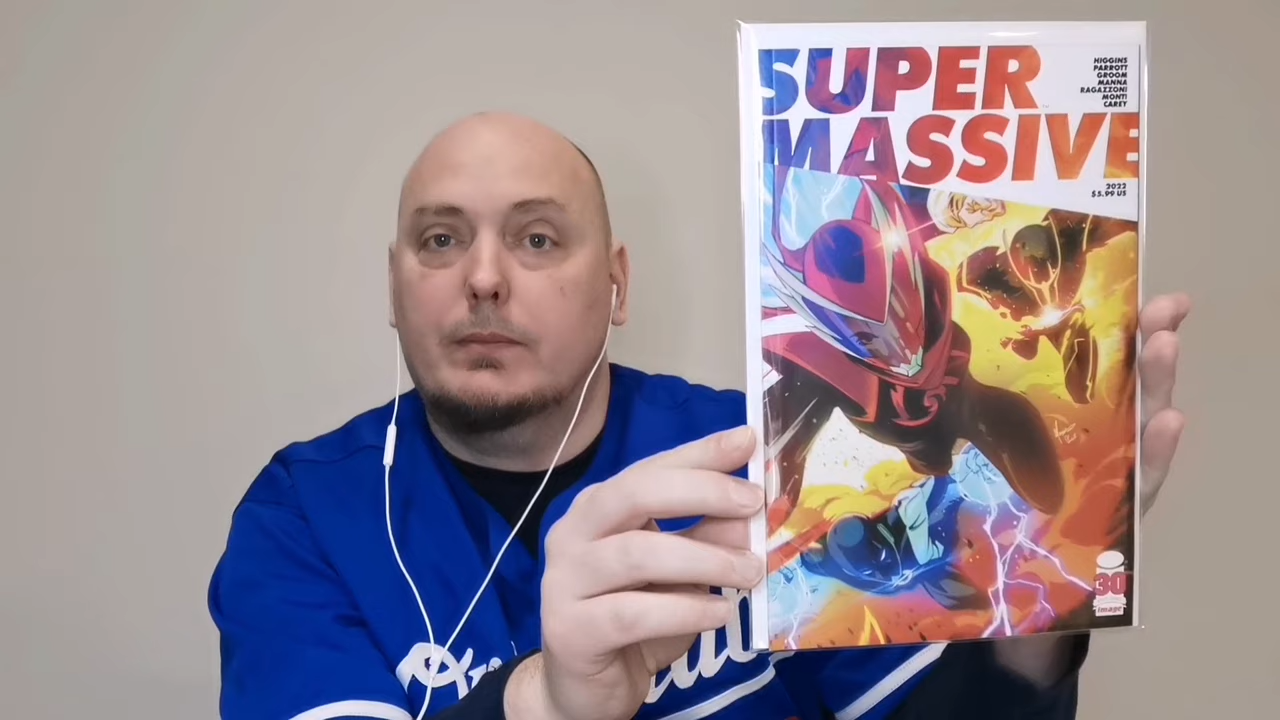 SUPER
MASSIVE
HIGGINS
PARROTT
GROOM
MANNA
RAGAZZONI
MONTI
CAREY
2022
$5.99 US
30
image